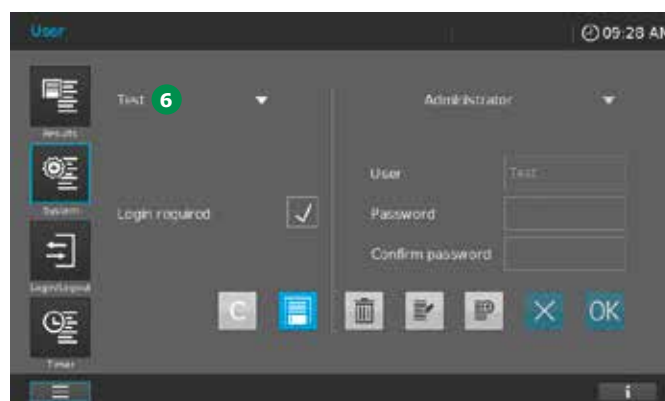 User
09:28 AM
Results
Test 6
Administrator
System
User
Test
Login required
Password
Confirm password
Login/Logout
C
OK
Timer
i